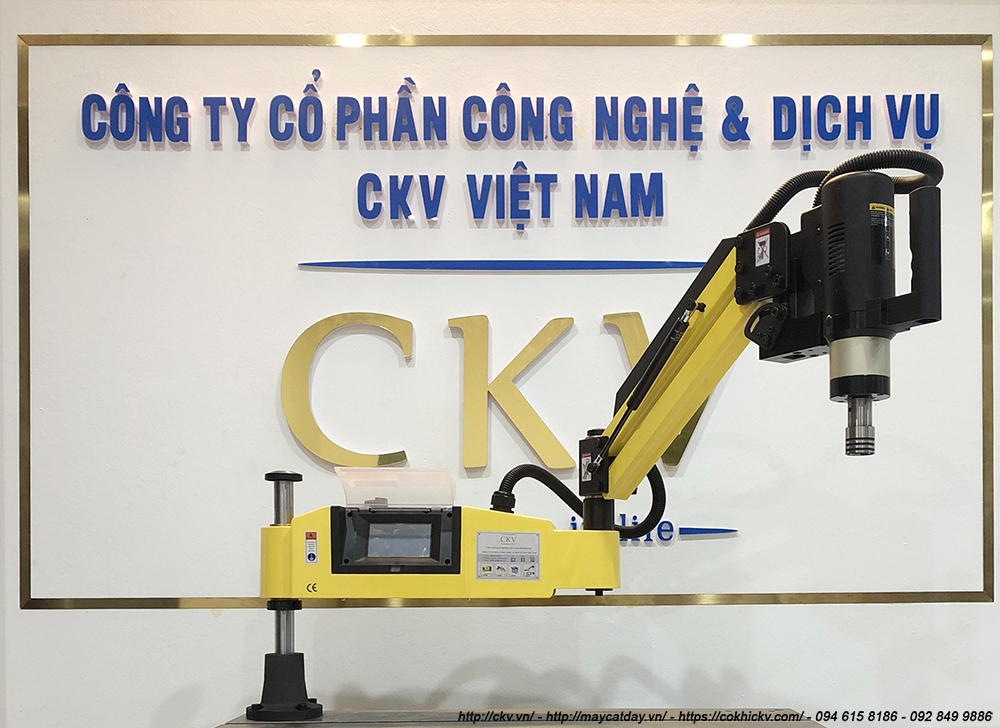 CÔNG TY CỔ PHẦN CÔNG NGHỆ & DỊCH VỤ
CKV VIỆT NAM
CKV
CKV
CE
http://ckv.vn/ - http://maycatday.vn/ - https://cokhickv.com/ - 094 615 8186 - 092 849 9886